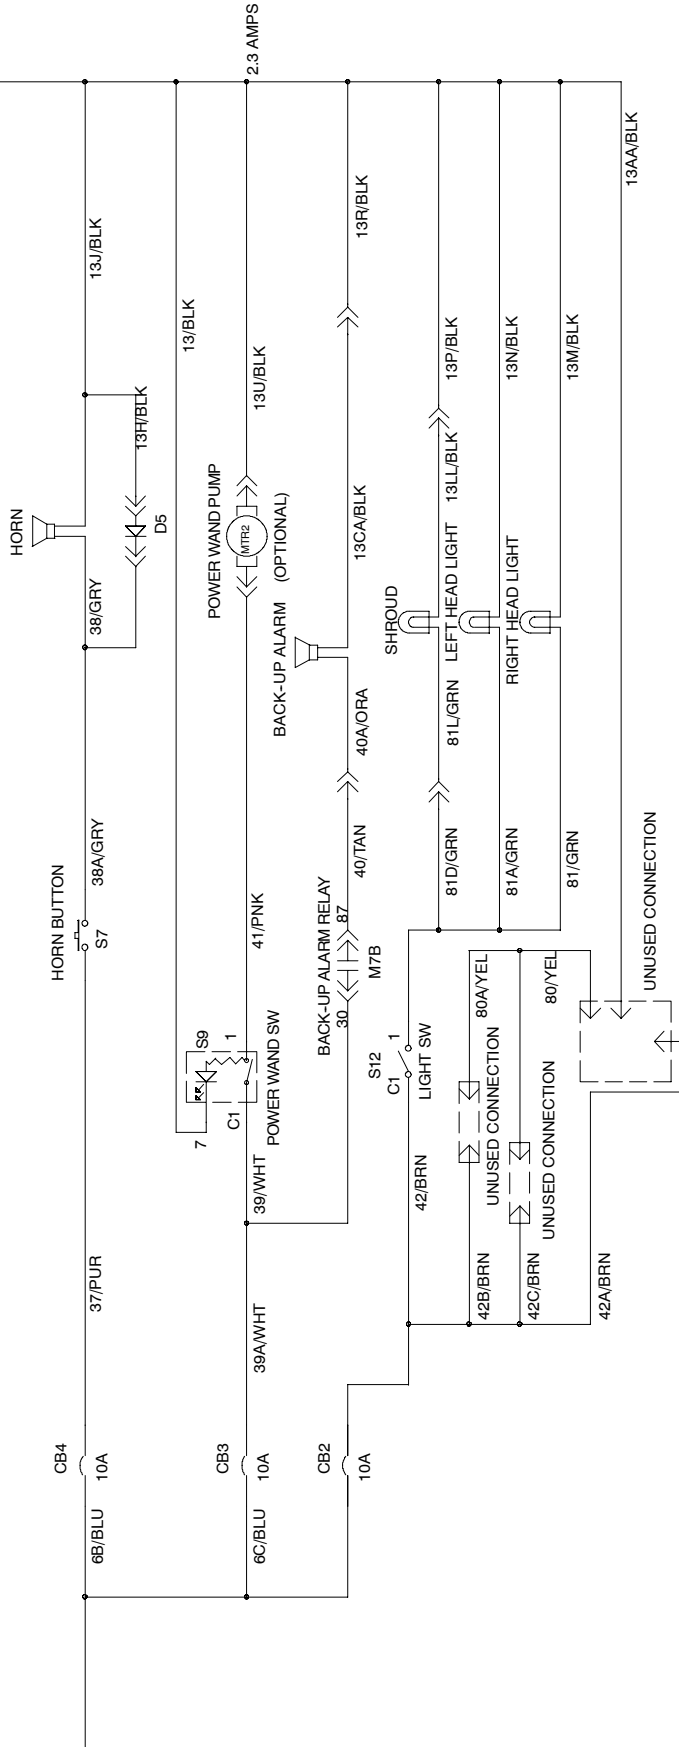 2.3 AMPS
13J/BLK
13R/BLK
13AA/BLK
13/BLK
13U/BLK
13P/BLK
13N/BLK
13M/BLK
13H/BLK
HORN
D5
38/GRY
POWER WAND PUMP
MTR2
(OPTIONAL)
13CA/BLK
13LL/BLK
BACK-UP ALARM
SHROUD
LEFT HEAD LIGHT
RIGHT HEAD LIGHT
40A/ORA
81L/GRN
38A/GRY
40/TAN
81D/GRN
81A/GRN
81/GRN
HORN BUTTON
S7
41/PNK
BACK-UP ALARM RELAY
87
30
M7B
UNUSED CONNECTION
80A/YEL
80/YEL
S9
1
7
C1
POWER WAND SW
S12
1
C1
LIGHT SW
UNUSED CONNECTION
UNUSED CONNECTION
39/WHT
42/BRN
37/PUR
39A/WHT
42B/BRN
42C/BRN
42A/BRN
CB4
10A
CB3
10A
CB2
10A
6B/BLU
6C/BLU